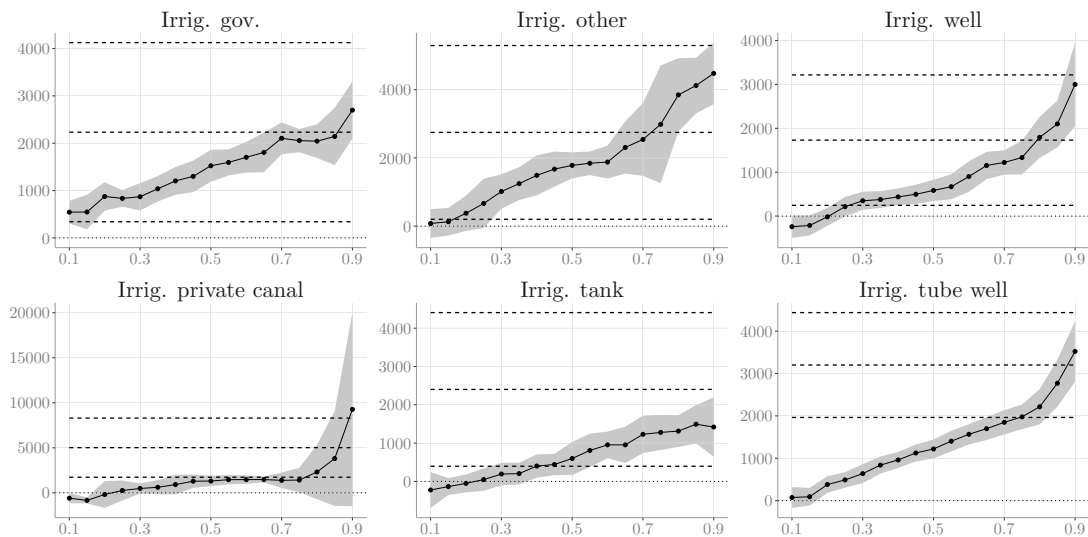 Irrig. gov.
4000
3000
2000
1000
0
0.1 0.3 0.5 0.7 0.9
Irrig. other
4000
2000
0
0.1 0.3 0.5 0.7 0.9
Irrig. well
4000
3000
2000
1000
0
0.1 0.3 0.5 0.7 0.9
Irrig. private canal
20000
15000
10000
5000
0
0.1 0.3 0.5 0.7 0.9
Irrig. tank
4000
3000
2000
1000
0
0.1 0.3 0.5 0.7 0.9
Irrig. tube well
4000
3000
2000
1000
0
0.1 0.3 0.5 0.7 0.9